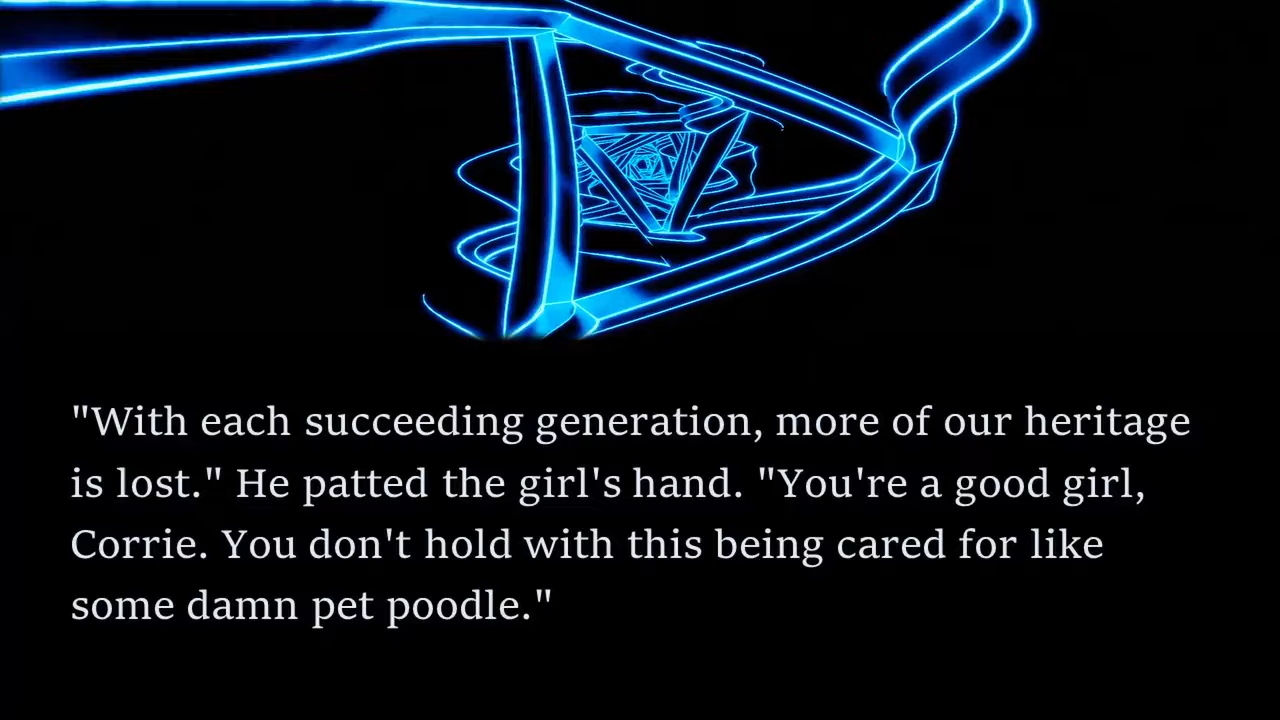 "With each succeeding generation, more of our heritage
is lost." He patted the girl's hand. "You're a good girl,
Corrie. You don't hold with this being cared for like
some damn pet poodle."